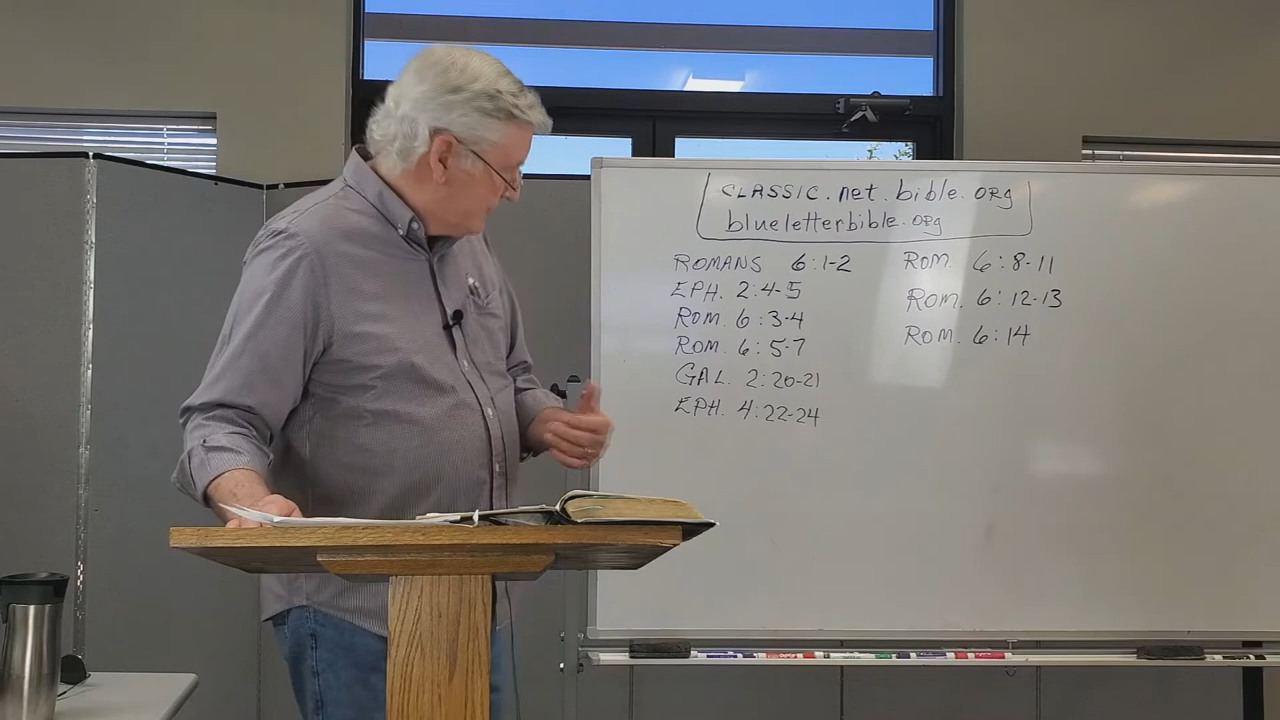 CLASSIC.net.bible.ORG
blueletterbible.ORG
ROMANS 6:1-2
EPH. 2:4-5
ROM. 6:3-4
ROM. 6:5-7
GAL. 2:20-21
EPH. 4:22-24
ROM. 6:8-11
ROM. 6:12-13
ROM. 6:14